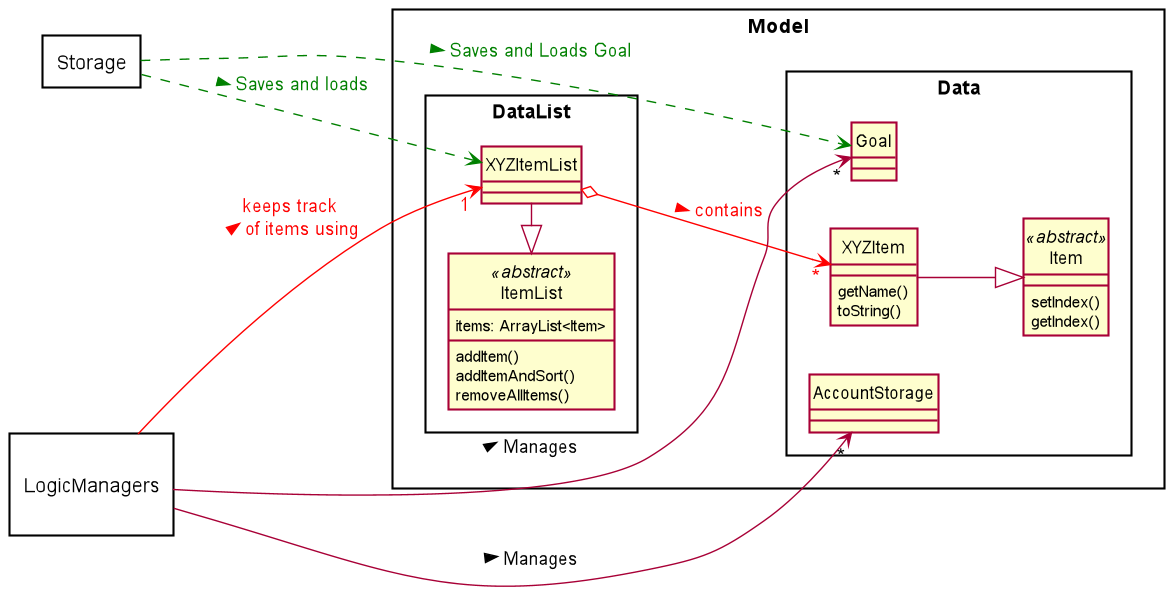 Model
Storage
Saves and Loads Goal
Saves and loads
DataList
Data
XYZItemList
Goal
*
keeps track
of items using
1
contains
*
XYZItem
getName()
toString()
«abstract»
Item
setIndex()
getIndex()
«abstract»
ItemList
items: ArrayList<Item>
addItem()
addItemAndSort()
removeAllItems()
AccountStorage
*
Manages
LogicManagers
Manages